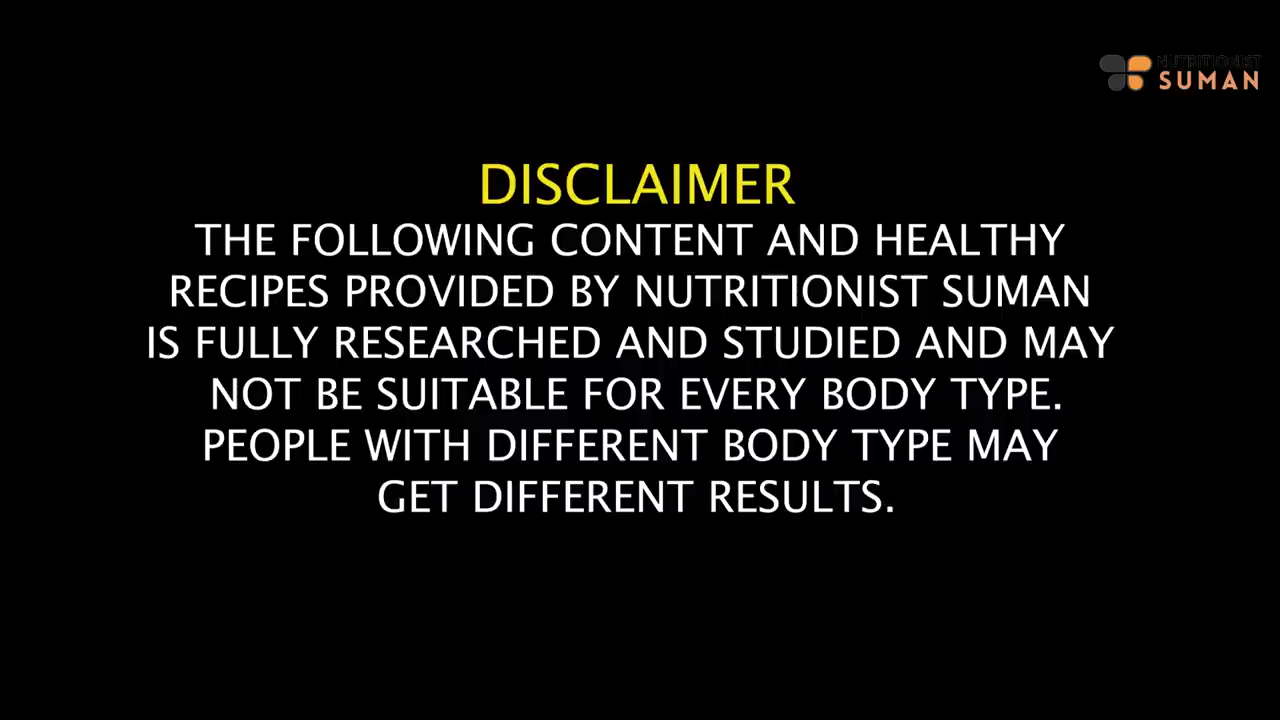 NUTRITIONIST
SUMAN
DISCLAIMER
THE FOLLOWING CONTENT AND HEALTHY
RECIPES PROVIDED BY NUTRITIONIST SUMAN
IS FULLY RESEARCHED AND STUDIED AND MAY
NOT BE SUITABLE FOR EVERY BODY TYPE.
PEOPLE WITH DIFFERENT BODY TYPE MAY
GET DIFFERENT RESULTS.